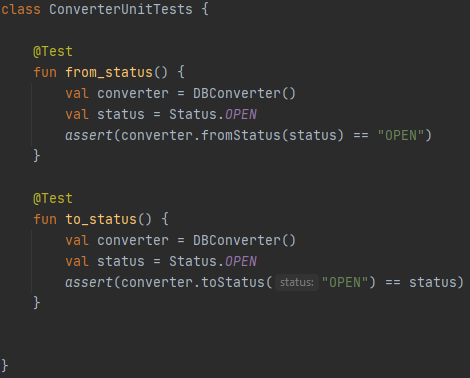 class ConverterUnitTests {
@Test
fun from_status() {
val converter = DBConverter()
val status = Status.OPEN
assert(converter.fromStatus(status) == "OPEN")
}
@Test
fun to_status() {
val converter = DBConverter()
val status = Status.OPEN
assert(converter.toStatus( status: "OPEN") == status)
}
}